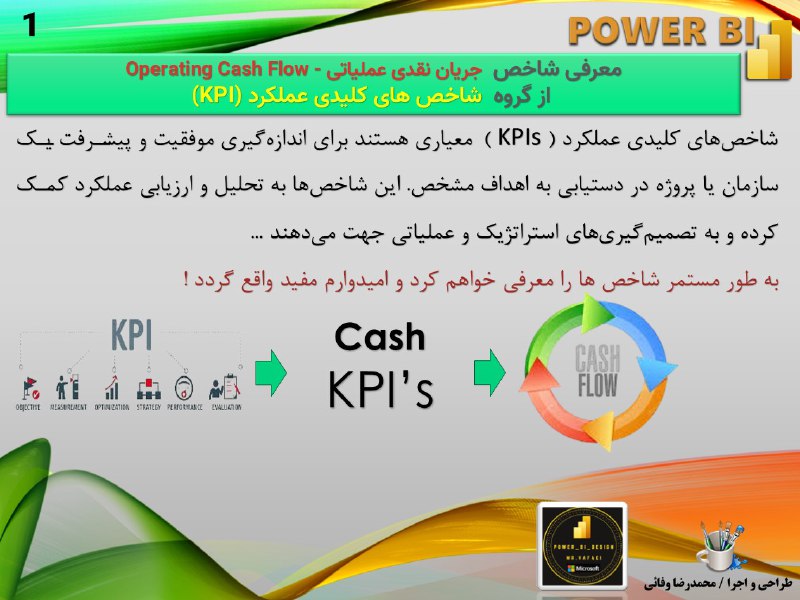 1
POWER BI
معرفی شاخص جریان نقدی عملیاتی - Operating Cash Flow
از گروه شاخص های کلیدی عملکرد (KPI)
شاخص‌های کلیدی عملکرد ( KPIs ) معیاری هستند برای اندازه‌گیری موفقیت و پیشرفت یک
سازمان یا پروژه در دستیابی به اهداف مشخص. این شاخص‌ها به تحلیل و ارزیابی عملکرد کمک
کرده و به تصمیم‌گیری‌های استراتژیک و عملیاتی جهت می‌دهند ...
به طور مستمر شاخص ها را معرفی خواهم کرد و امیدوارم مفید واقع گردد !
KPI
OBJECTIVE MEASUREMENT OPTIMIZATION STRATEGY PERFORMANCE EVALUATION
Cash
KPI’s
CASH
FLOW
POWER_BI_DESIGN
MR.VAFAEI
Microsoft
طراحی و اجرا / محمدرضا وفائی